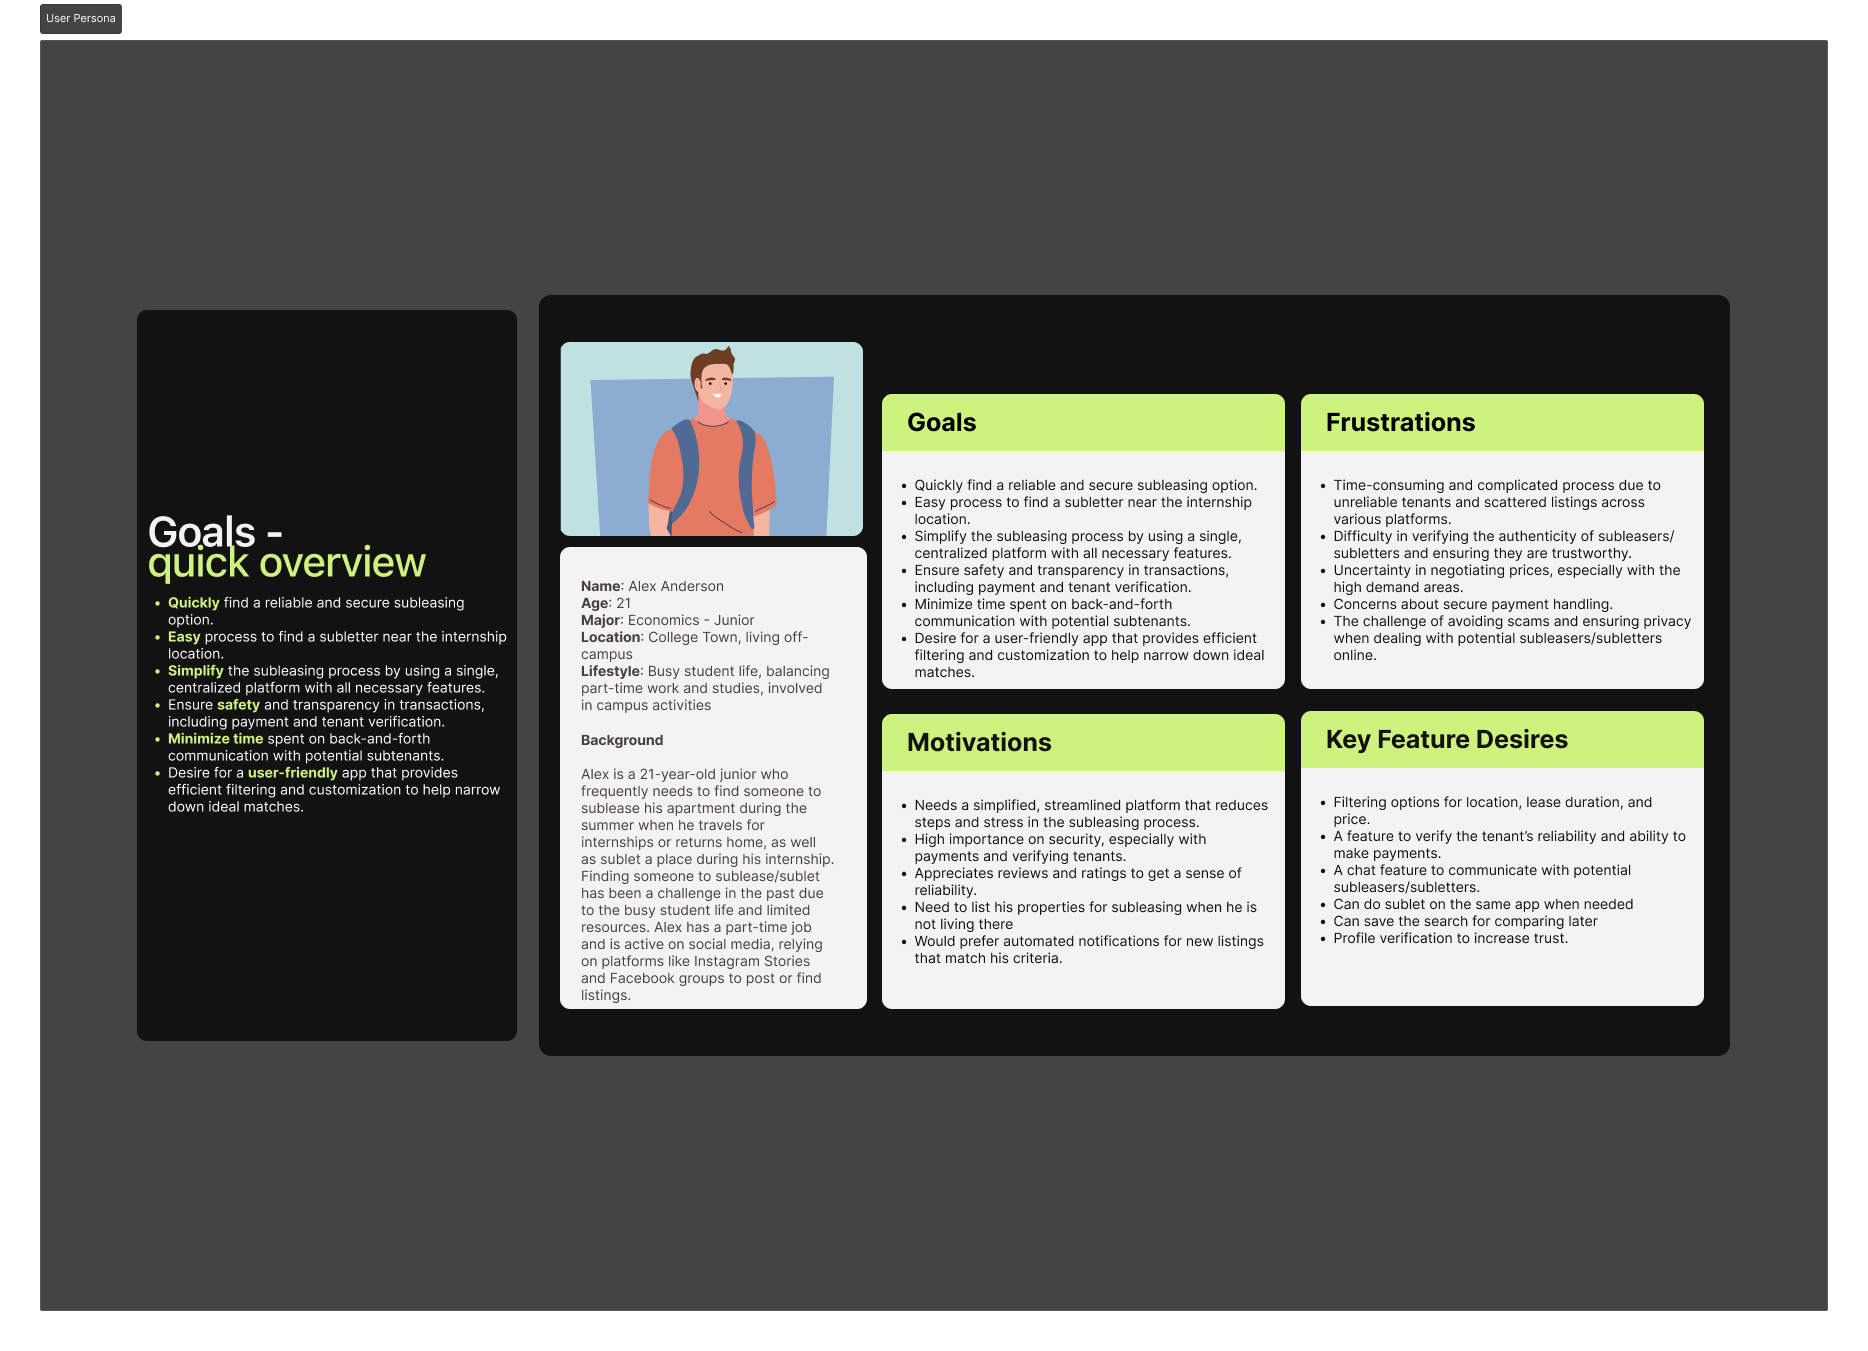 User Persona
Goals -
quick overview
• Quickly find a reliable and secure subleasing
option.
• Easy process to find a subletter near the internship
location.
• Simplify the subleasing process by using a single,
centralized platform with all necessary features.
• Ensure safety and transparency in transactions,
including payment and tenant verification.
• Minimize time spent on back-and-forth
communication with potential subtenants.
• Desire for a user-friendly app that provides
efficient filtering and customization to help narrow
down ideal matches.
Name: Alex Anderson
Age: 21
Major: Economics - Junior
Location: College Town, living off-
campus
Lifestyle: Busy student life, balancing
part-time work and studies, involved
in campus activities
Background
Alex is a 21-year-old junior who
frequently needs to find someone to
sublease his apartment during the
summer when he travels for
internships or returns home, as well
as sublet a place during his internship.
Finding someone to sublease/sublet
has been a challenge in the past due
to the busy student life and limited
resources. Alex has a part-time job
and is active on social media, relying
on platforms like Instagram Stories
and Facebook groups to post or find
listings.
Goals
• Quickly find a reliable and secure subleasing option.
• Easy process to find a subletter near the internship
location.
• Simplify the subleasing process by using a single,
centralized platform with all necessary features.
• Ensure safety and transparency in transactions,
including payment and tenant verification.
• Minimize time spent on back-and-forth
communication with potential subtenants.
• Desire for a user-friendly app that provides efficient
filtering and customization to help narrow down ideal
matches.
Frustrations
• Time-consuming and complicated process due to
unreliable tenants and scattered listings across
various platforms.
• Difficulty in verifying the authenticity of subleasers/
subletters and ensuring they are trustworthy.
• Uncertainty in negotiating prices, especially with the
high demand areas.
• Concerns about secure payment handling.
• The challenge of avoiding scams and ensuring privacy
when dealing with potential subleasers/subletters
online.
Motivations
• Needs a simplified, streamlined platform that reduces
steps and stress in the subleasing process.
• High importance on security, especially with
payments and verifying tenants.
• Appreciates reviews and ratings to get a sense of
reliability.
• Need to list his properties for subleasing when he is
not living there
• Would prefer automated notifications for new listings
that match his criteria.
Key Feature Desires
• Filtering options for location, lease duration, and
price.
• A feature to verify the tenant’s reliability and ability to
make payments.
• A chat feature to communicate with potential
subleasers/subletters.
• Can do sublet on the same app when needed
• Can save the search for comparing later
• Profile verification to increase trust.